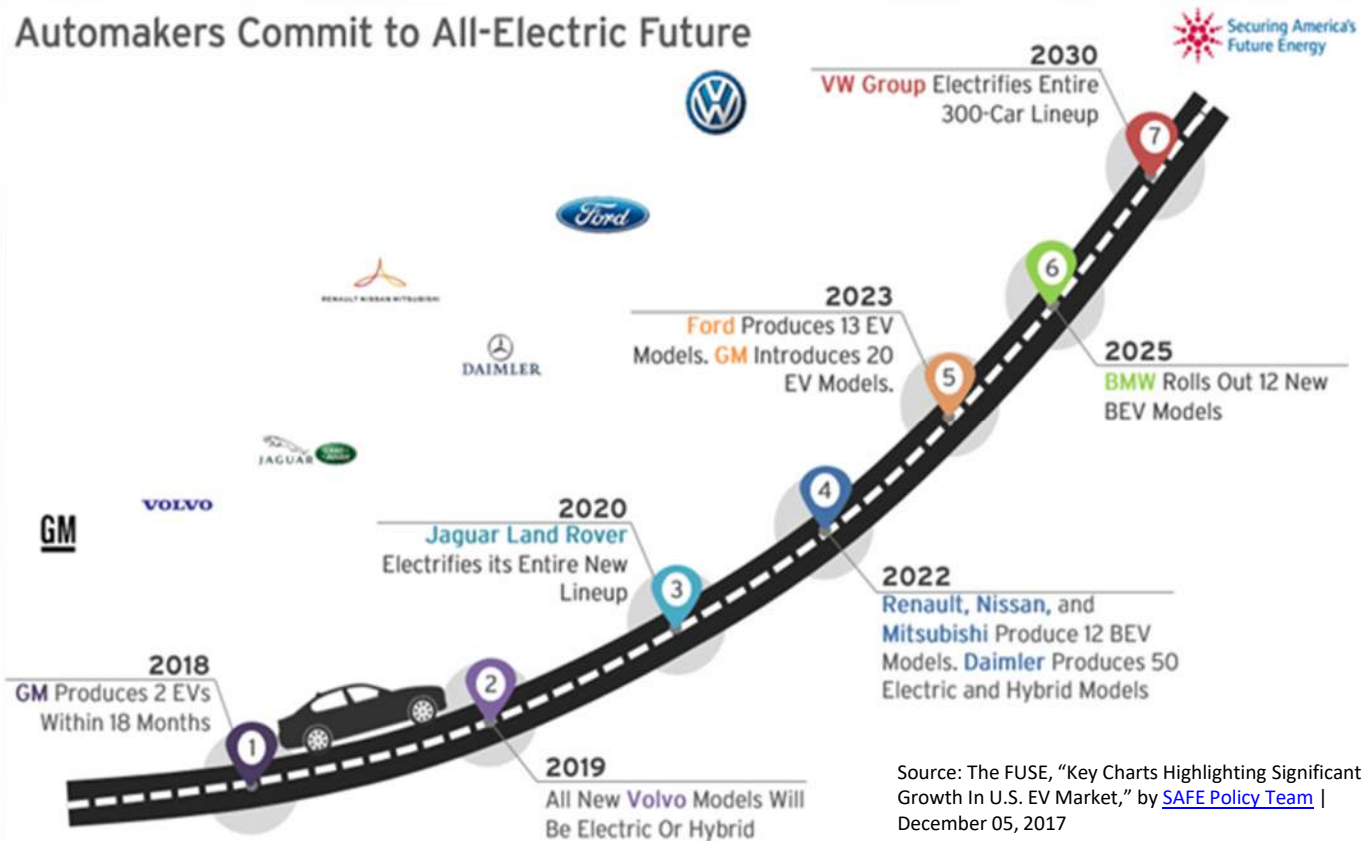 Automakers Commit to All-Electric Future
Securing America's
Future Energy
2030
VW Group Electrifies Entire
300-Car Lineup
7
VW
Ford
6
RENAULT NISSAN MITSUBISHI
2023
Ford Produces 13 EV
Models. GM Introduces 20
EV Models.
5
2025
BMW Rolls Out 12 New
BEV Models
DAIMLER
JAGUAR
LAND
ROVER
VOLVO
GM
4
2020
Jaguar Land Rover
Electrifies its Entire New
Lineup
3
2022
Renault, Nissan, and
Mitsubishi Produce 12 BEV
Models. Daimler Produces 50
Electric and Hybrid Models
2018
GM Produces 2 EVs
Within 18 Months
1
2
2019
All New Volvo Models Will
Be Electric Or Hybrid
Source: The FUSE, “Key Charts Highlighting Significant
Growth In U.S. EV Market,” by SAFE Policy Team |
December 05, 2017